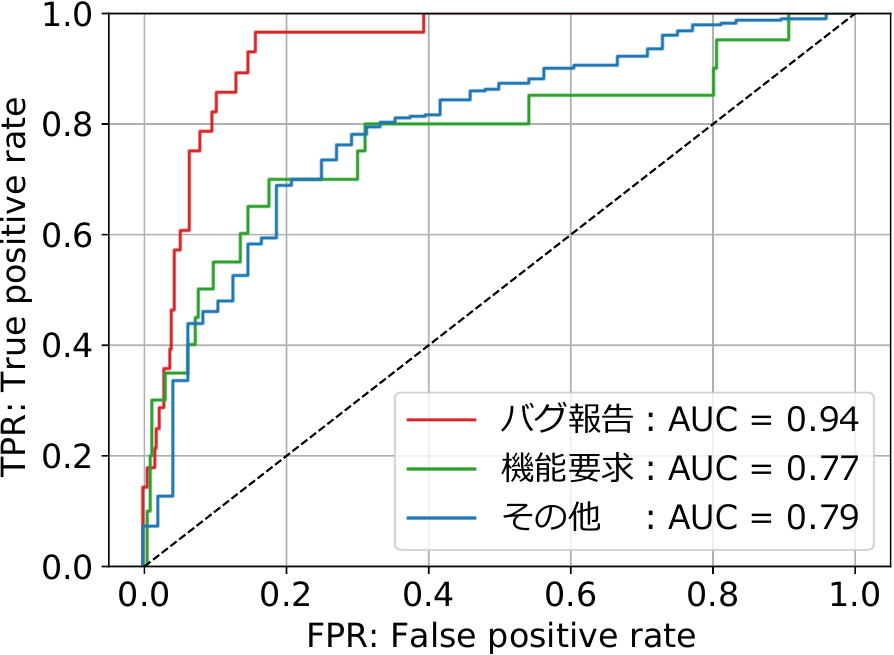 1.0
0.8
0.6
0.4
0.2
0.0
TPR: True positive rate
バグ報告 : AUC = 0.94
機能要求 : AUC = 0.77
その他 : AUC = 0.79
0.0 0.2 0.4 0.6 0.8 1.0
FPR: False positive rate